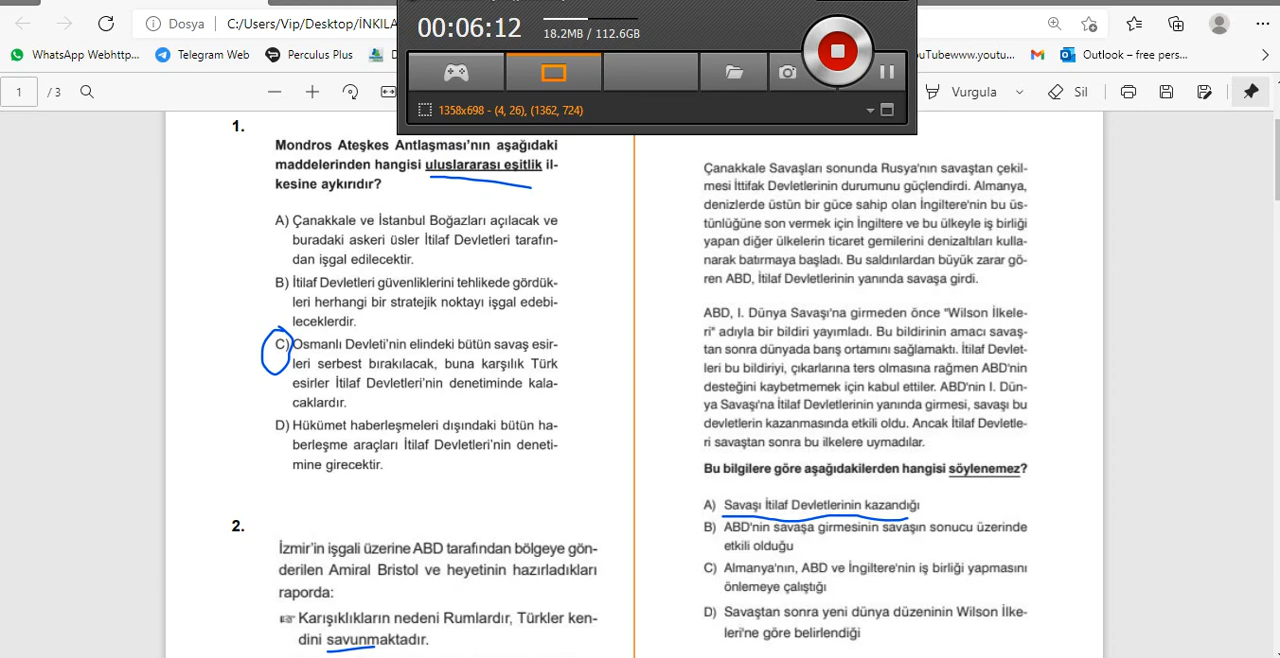 Dosya
C:/Users/Vip/Desktop/İNKILA
00:06:12
18.2MB / 112.6GB
1358x698 - (4, 26), (1362, 724)
WhatsApp Webhttp...
Telegram Web
Perculus Plus
uTubewww.youtu...
Outlook – free pers...
1
/ 3
Vurgula
Sil
1.
Mondros Ateşkes Antlaşması'nın aşağıdaki
maddelerinden hangisi uluslararası eşitlik il-
kesine aykırıdır?
A) Çanakkale ve İstanbul Boğazları açılacak ve
buradaki askeri üsler İtilaf Devletleri tarafın-
dan işgal edilecektir.
B) İtilaf Devletleri güvenliklerini tehlikede gördük-
leri herhangi bir stratejik noktayı işgal edebi-
leceklerdir.
C) Osmanlı Devleti'nin elindeki bütün savaş esir-
leri serbest bırakılacak, buna karşılık Türk
esirler İtilaf Devletleri'nin denetiminde kala-
caklardır.
D) Hükümet haberleşmeleri dışındaki bütün ha-
berleşme araçları İtilaf Devletleri'nin deneti-
mine girecektir.
2.
İzmir'in işgali üzerine ABD tarafından bölgeye gön-
derilen Amiral Bristol ve heyetinin hazırladıkları
raporda:
Karışıklıkların nedeni Rumlardır, Türkler ken-
dini savunmaktadır.
Çanakkale Savaşları sonunda Rusya'nın savaştan çekil-
mesi İttifak Devletlerinin durumunu güçlendirdi. Almanya,
denizlerde üstün bir güce sahip olan İngiltere'nin bu üs-
tünlüğüne son vermek için İngiltere ve bu ülkeyle iş birliği
yapan diğer ülkelerin ticaret gemilerini denizaltıları kulla-
narak batırmaya başladı. Bu saldırılardan büyük zarar gö-
ren ABD, İtilaf Devletlerinin yanında savaşa girdi.
ABD, I. Dünya Savaşı'na girmeden önce "Wilson İlkele-
ri" adıyla bir bildiri yayımladı. Bu bildirinin amacı savaş-
tan sonra dünyada barış ortamını sağlamaktı. İtilaf Devlet-
leri bu bildiriyi, çıkarlarına ters olmasına rağmen ABD'nin
desteğini kaybetmemek için kabul ettiler. ABD'nin I. Dün-
ya Savaşı'na İtilaf Devletlerinin yanında girmesi, savaşı bu
devletlerin kazanmasında etkili oldu. Ancak İtilaf Devletle-
ri savaştan sonra bu ilkelere uymadılar.
Bu bilgilere göre aşağıdakilerden hangisi söylenemez?
A) Savaşı İtilaf Devletlerinin kazandığı
B) ABD'nin savaşa girmesinin savaşın sonucu üzerinde
etkili olduğu
C) Almanya'nın, ABD ve İngiltere'nin iş birliği yapmasını
önlemeye çalıştığı
D) Savaştan sonra yeni dünya düzeninin Wilson İlke-
leri'ne göre belirlendiği